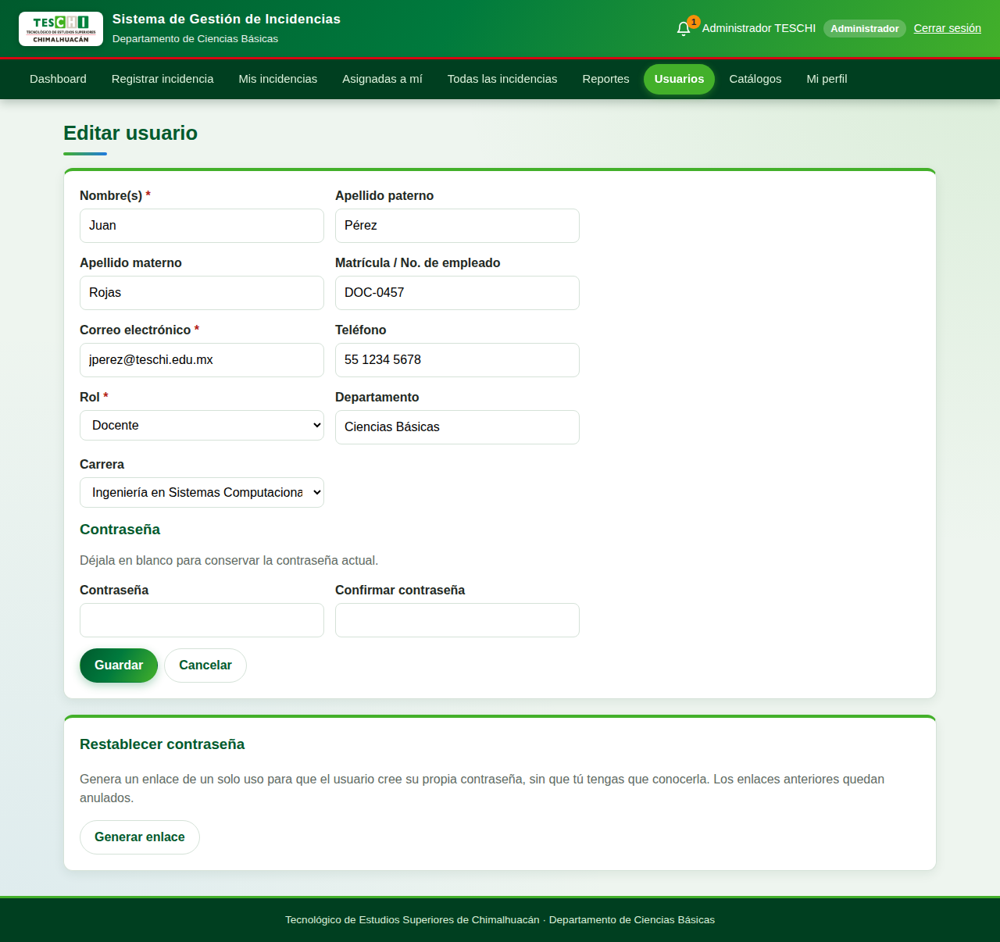 TESCHI
TECNOLÓGICO DE ESTUDIOS SUPERIORES
CHIMALHUACÁN
Sistema de Gestión de Incidencias
Departamento de Ciencias Básicas
1
Administrador TESCHI
Administrador
Cerrar sesión
Dashboard
Registrar incidencia
Mis incidencias
Asignadas a mí
Todas las incidencias
Reportes
Usuarios
Catálogos
Mi perfil
Editar usuario
Nombre(s) *
Apellido paterno
Juan
Pérez
Apellido materno
Matrícula / No. de empleado
Rojas
DOC-0457
Correo electrónico *
Teléfono
jperez@teschi.edu.mx
55 1234 5678
Rol *
Departamento
Docente
Ciencias Básicas
Carrera
Ingeniería en Sistemas Computaciona
Contraseña
Déjala en blanco para conservar la contraseña actual.
Contraseña
Confirmar contraseña
Guardar
Cancelar
Restablecer contraseña
Genera un enlace de un solo uso para que el usuario cree su propia contraseña, sin que tú tengas que conocerla. Los enlaces anteriores quedan
anulados.
Generar enlace
Tecnológico de Estudios Superiores de Chimalhuacán · Departamento de Ciencias Básicas